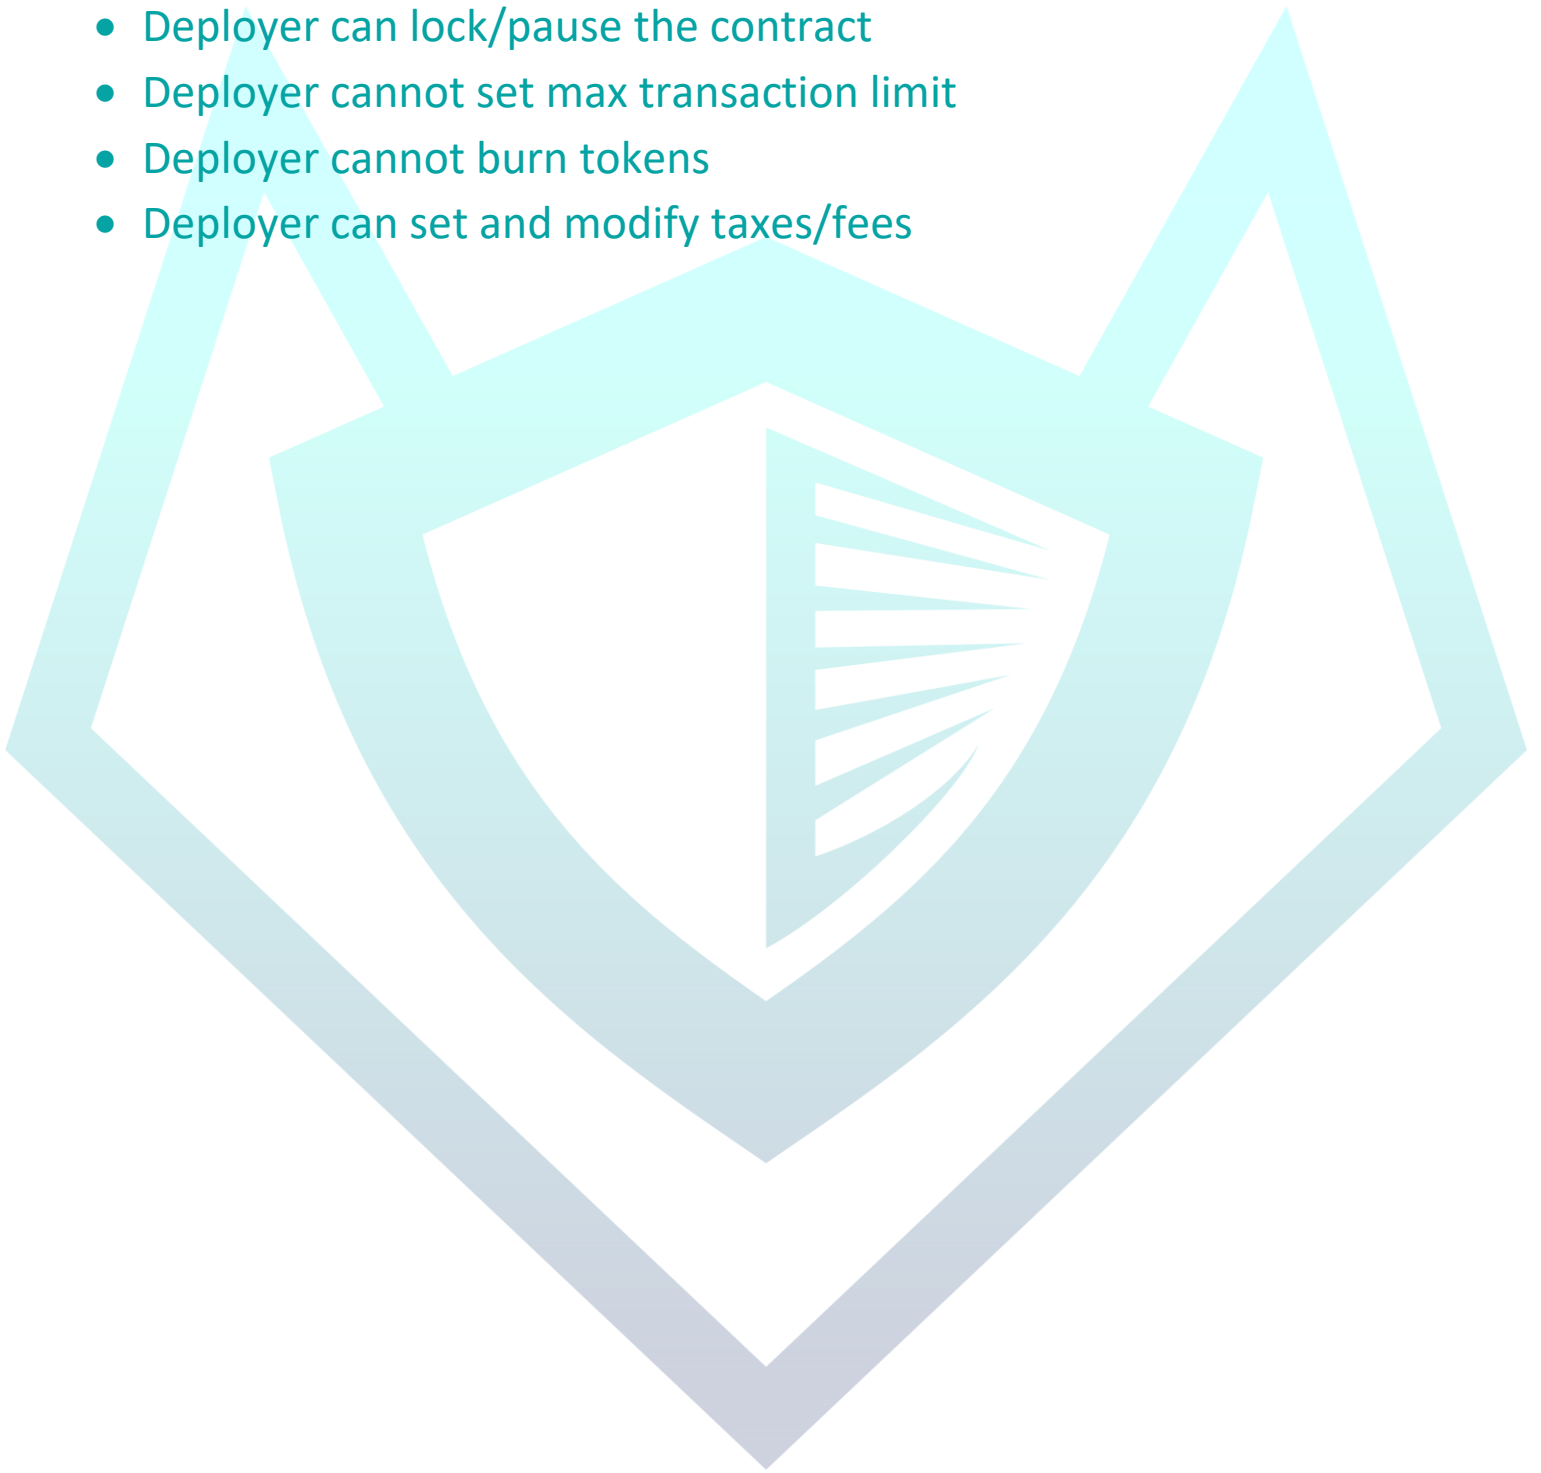 • Deployer can lock/pause the contract
• Deployer cannot set max transaction limit
• Deployer cannot burn tokens
• Deployer can set and modify taxes/fees